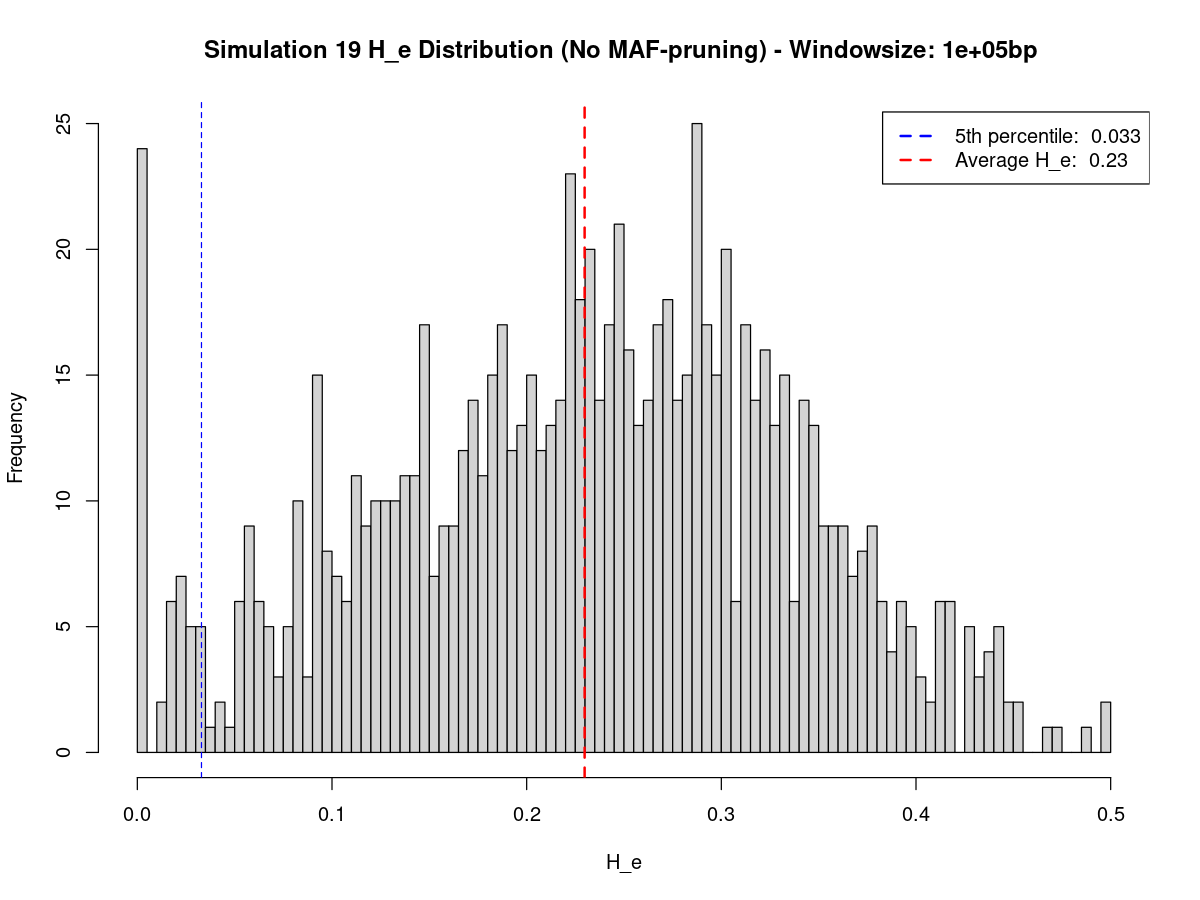 Simulation 19 H_e Distribution (No MAF-pruning) - Windowsize: 1e+05bp
5th percentile: 0.033
Average H_e: 0.23
Frequency
25
20
15
10
5
0
0.0 0.1 0.2 0.3 0.4 0.5
H_e